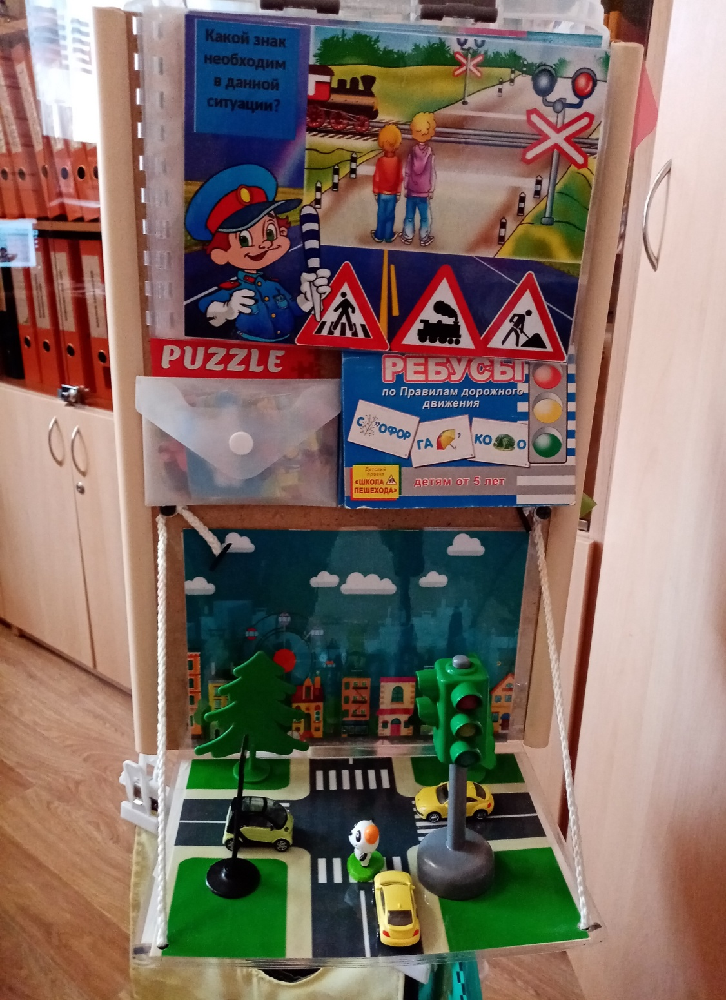 Какой знак
необходим
в данной
ситуации?
PUZZLE
РЕБУСЫ
по Правилам дорожного
движения
С ”ОФОР
ГА ’
КО О
Детский
проект
«ШКОЛА
ПЕШЕХОДА»
детям от 5 лет